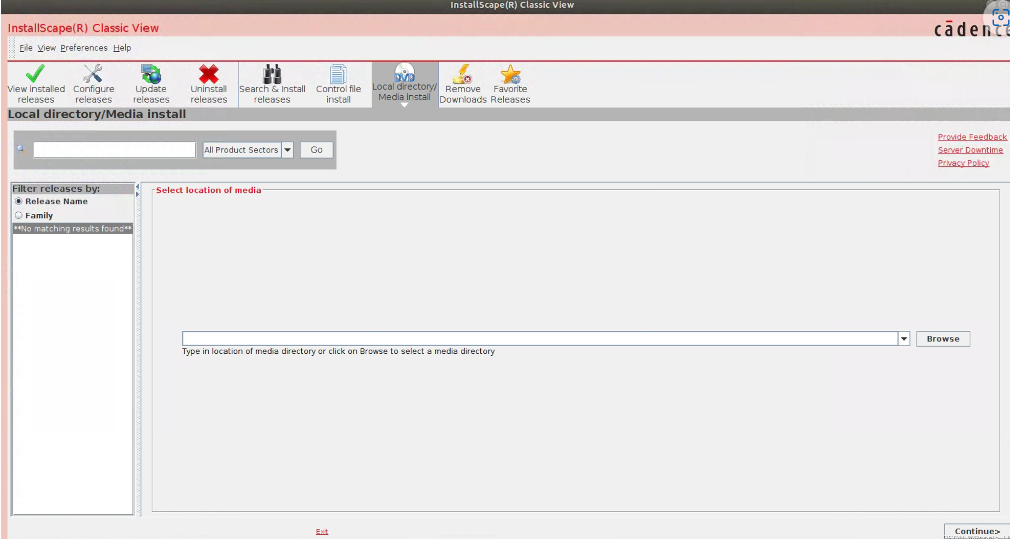 InstallScape(R) Classic View
InstallScape(R) Classic View
cādence
File View Preferences Help
View installed releases
Configure releases
Update releases
Uninstall releases
Search & Install releases
Control file install
Local directory/ Media install
Remove Downloads
Favorite Releases
Local directory/Media install
All Product Sectors
Go
Provide Feedback
Server Downtime
Privacy Policy
Filter releases by:
Release Name
Family
**No matching results found**
Select location of media
Browse
Type in location of media directory or click on Browse to select a media directory
Exit
Continue>